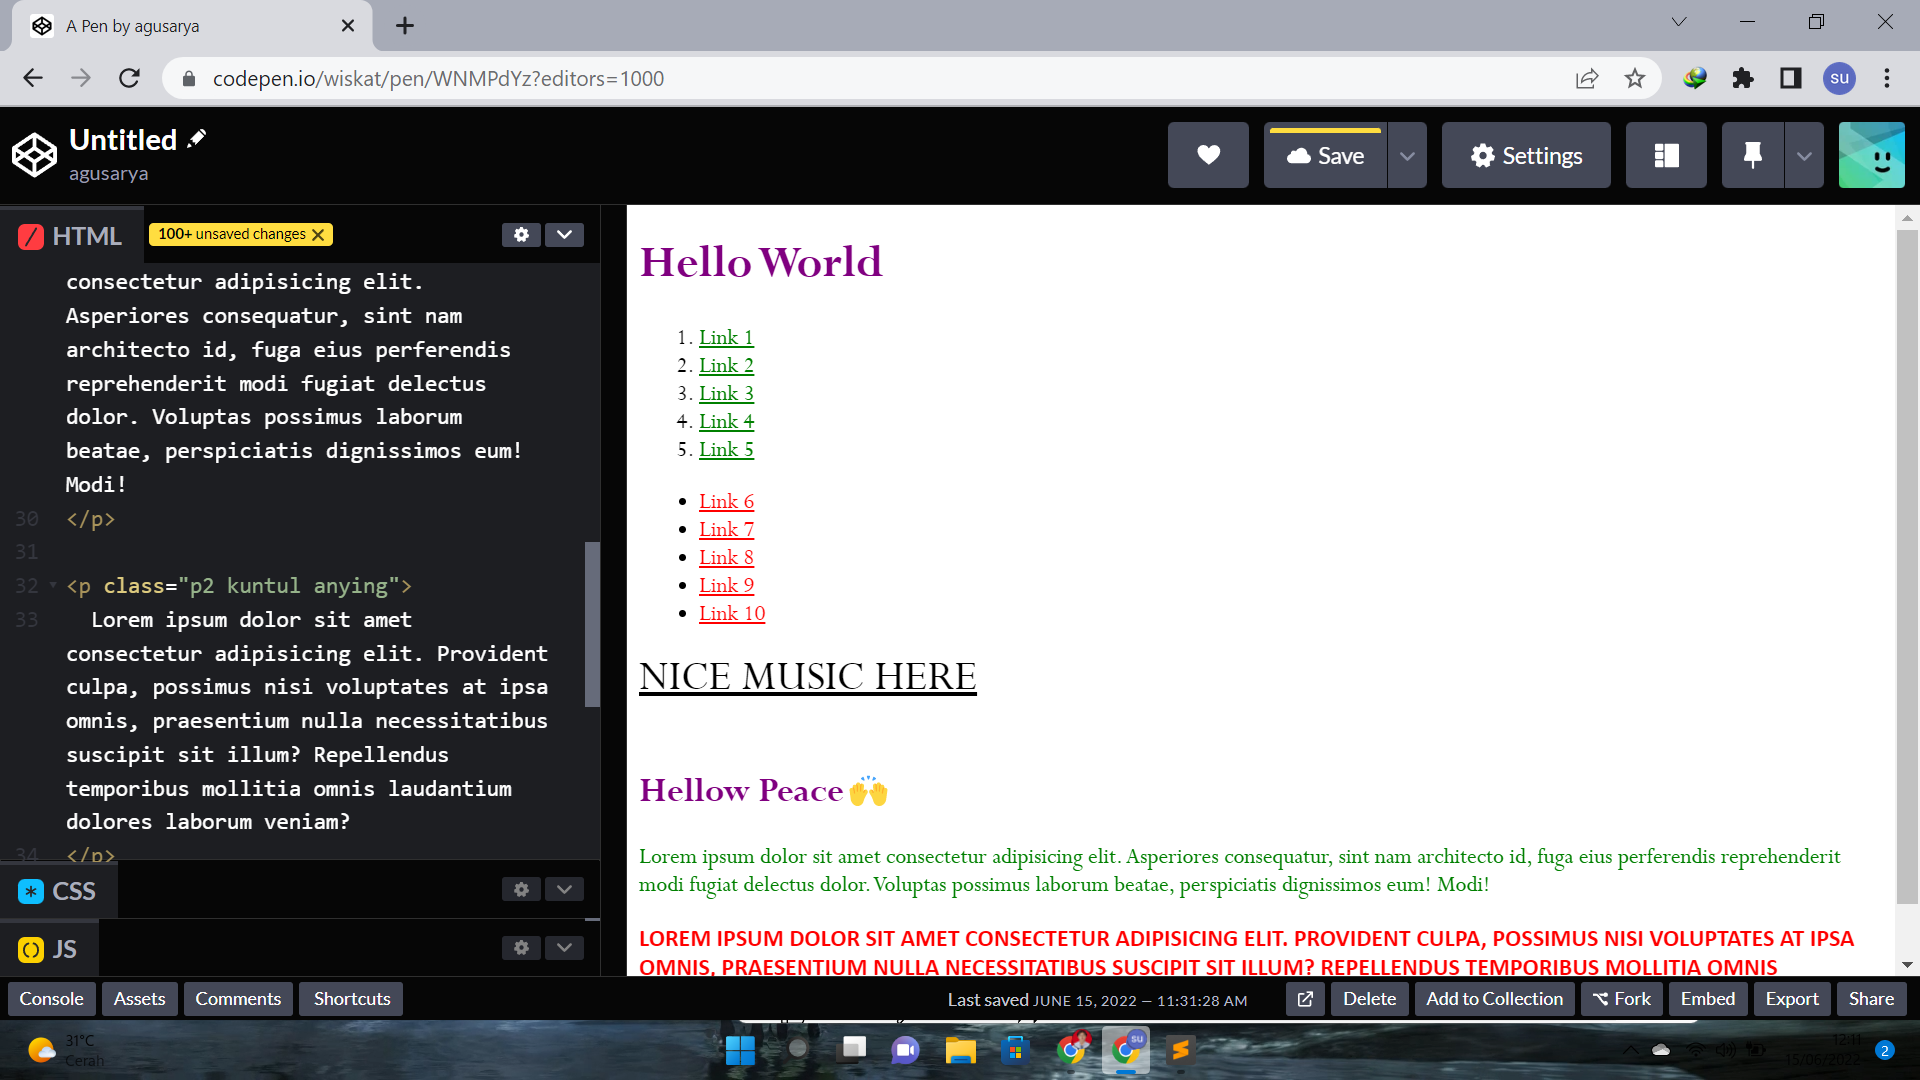 A Pen by agusarya
codepen.io/wiskat/pen/WNMPdYz?editors=1000
su
Untitled
agusarya
Save
Settings
HTML
100+ unsaved changes
consectetur adipisicing elit.
Asperiores consequatur, sint nam
architecto id, fuga eius perferendis
reprehenderit modi fugiat delectus
dolor. Voluptas possimus laborum
beatae, perspiciatis dignissimos eum!
Modi!
30 </p>
31
32 <p class="p2 kuntul anying">
33 Lorem ipsum dolor sit amet
consectetur adipisicing elit. Provident
culpa, possimus nisi voluptates at ipsa
omnis, praesentium nulla necessitatibus
suscipit sit illum? Repellendus
temporibus mollitia omnis laudantium
dolores laborum veniam?
34 </p>
CSS
JS
Hello World
1. Link 1
2. Link 2
3. Link 3
4. Link 4
5. Link 5
• Link 6
• Link 7
• Link 8
• Link 9
• Link 10
NICE MUSIC HERE
Hellow Peace 🙌
Lorem ipsum dolor sit amet consectetur adipisicing elit. Asperiores consequatur, sint nam architecto id, fuga eius perferendis reprehenderit
modi fugiat delectus dolor. Voluptas possimus laborum beatae, perspiciatis dignissimos eum! Modi!
LOREM IPSUM DOLOR SIT AMET CONSECTETUR ADIPISICING ELIT. PROVIDENT CULPA, POSSIMUS NISI VOLUPTATES AT IPSA
OMNIS, PRAESENTIUM NULLA NECESSITATIBUS SUSCIPIT SIT ILLUM? REPELLENDUS TEMPORIBUS MOLLITIA OMNIS
Console
Assets
Comments
Shortcuts
Last saved JUNE 15, 2022 — 11:31:28 AM
Delete
Add to Collection
Fork
Embed
Export
Share
31°C
Cerah
su
12:11
15/06/2022
2